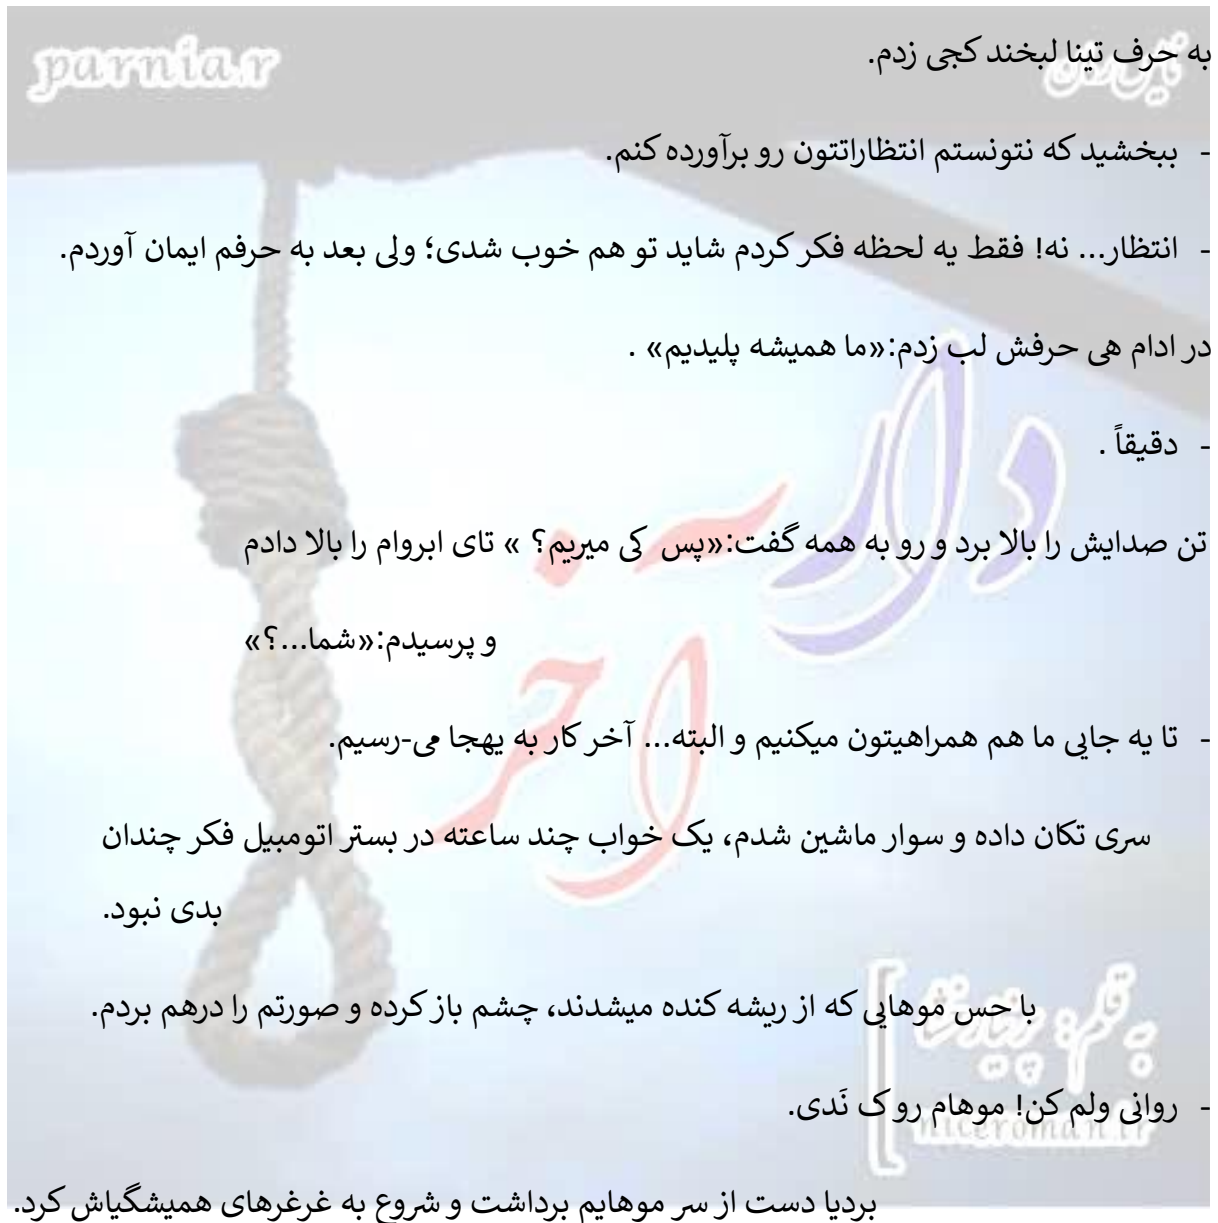 parnia.r
به حرف تینا لبخند کجی زدم.
- ببخشید که نتونستم انتظاراتتون رو برآورده کنم.
- انتظار... نه! فقط یه لحظه فکر کردم شاید تو هم خوب شدی؛ ولی بعد به حرفم ایمان آوردم.
در ادام هی حرفش لب زدم:«ما همیشه پلیدیم» .
- دقیقاً .
تن صدایش را بالا برد و رو به همه گفت:«پس کی میریم؟ » تای ابروام را بالا دادم
و پرسیدم:«شما...؟»
- تا یه جایی ما هم همراهیتون میکنیم و البته... آخر کار به یهجا می-رسیم.
سری تکان داده و سوار ماشین شدم، یک خواب چند ساعته در بستر اتومبیل فکر چندان
بدی نبود.
با حس موهایی که از ریشه کنده میشدند، چشم باز کرده و صورتم را درهم بردم.
- روانی ولم کن! موهام رو ک نَدی.
بردیا دست از سر موهایم برداشت و شروع به غرغرهای همیشگیاش کرد.
دار آخر
niceroman.ir